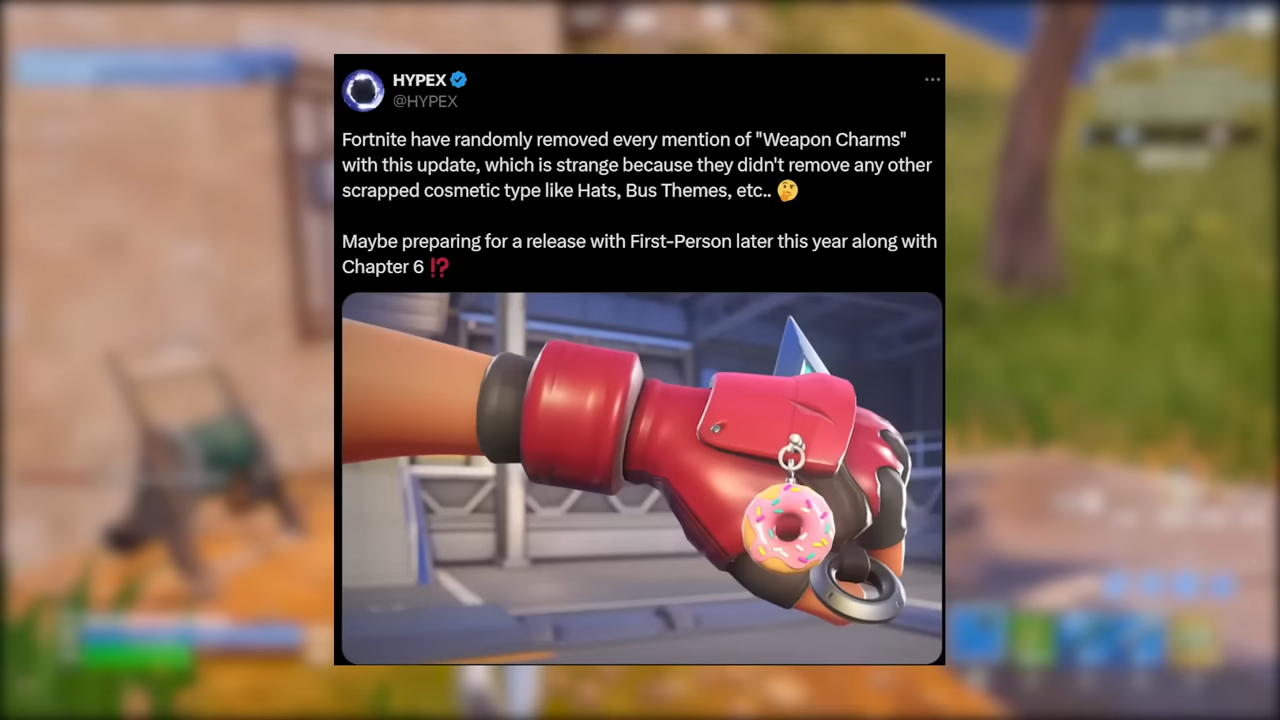 HYPEX
@HYPEX
Fortnite have randomly removed every mention of "Weapon Charms"
with this update, which is strange because they didn't remove any other
scrapped cosmetic type like Hats, Bus Themes, etc.. 🤔
Maybe preparing for a release with First-Person later this year along with
Chapter 6 ⁉️